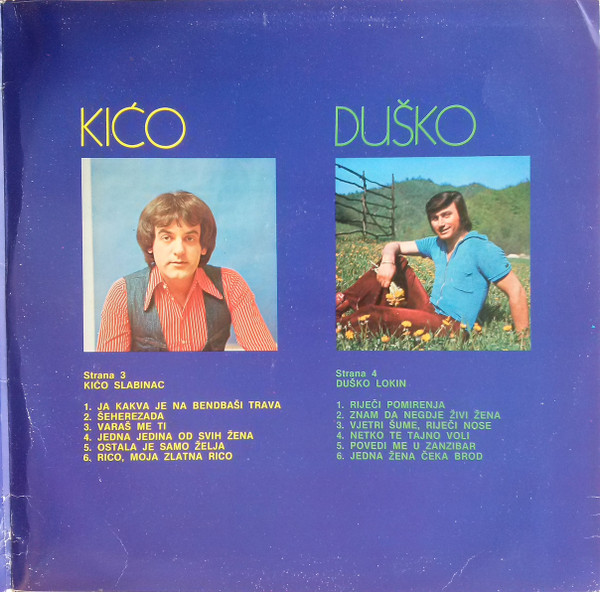 KIĆO
Strana 3
KIĆO SLABINAC
1. JA KAKVA JE NA BENDBAŠI TRAVA
2. ŠEHEREZADA
3. VARAŠ ME TI
4. JEDNA JEDINA OD SVIH ŽENA
5. OSTALA JE SAMO ŽELJA
6. RICO, MOJA ZLATNA RICO
DUŠKO
Strana 4
DUŠKO LOKIN
1. RIJEČI POMIRENJA
2. ZNAM DA NEGDJE ŽIVI ŽENA
3. VJETRI ŠUME, RIJEČI NOSE
4. NETKO TE TAJNO VOLI
5. POVEDI ME U ZANZIBAR
6. JEDNA ŽENA ČEKA BROD